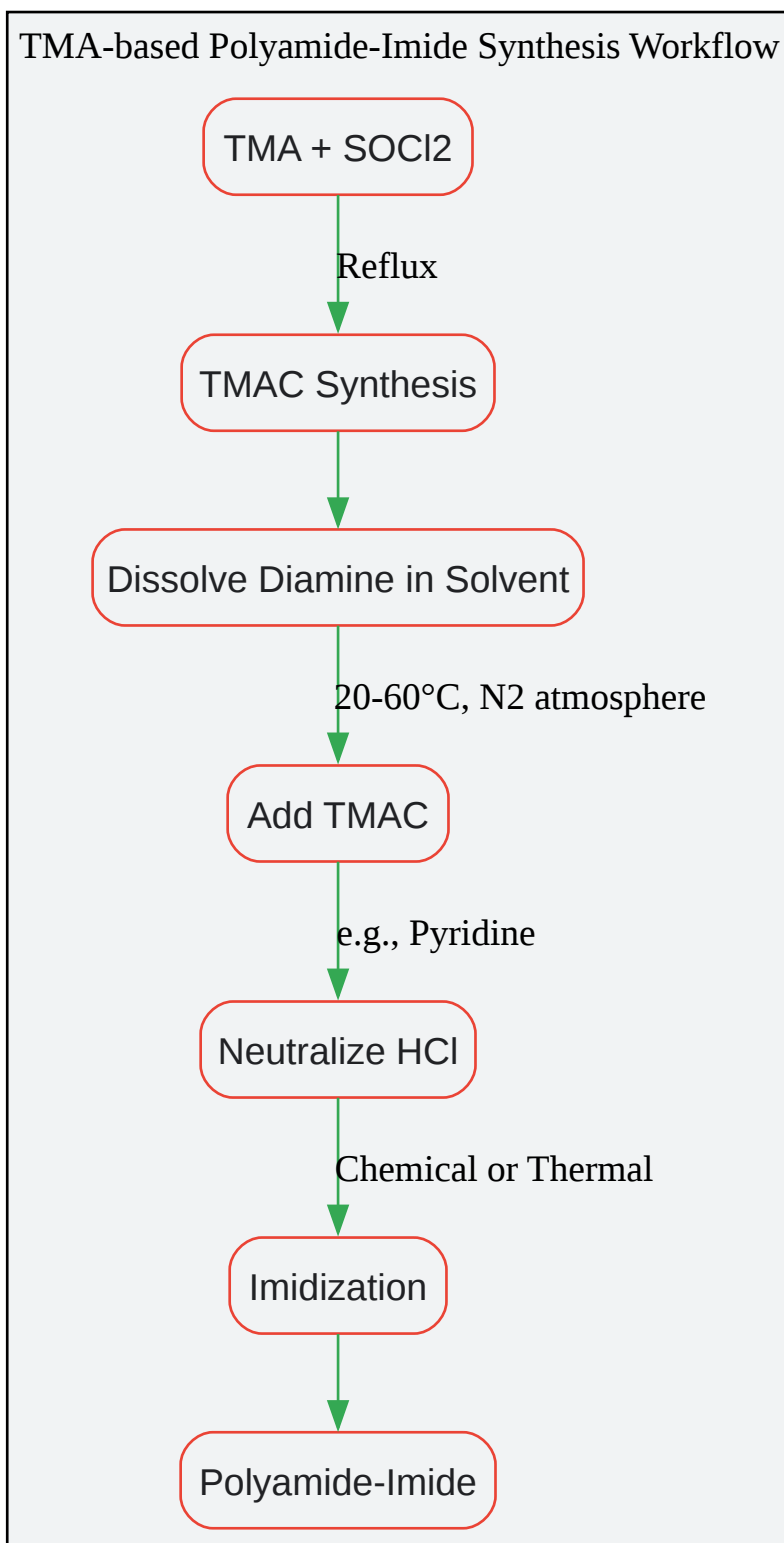 TMA-based Polyamide-Imide Synthesis Workflow
TMA + SOCl2
Reflux
TMAC Synthesis
Dissolve Diamine in Solvent
20-60°C, N2 atmosphere
Add TMAC
e.g., Pyridine
Neutralize HCl
Chemical or Thermal
Imidization
Polyamide-Imide